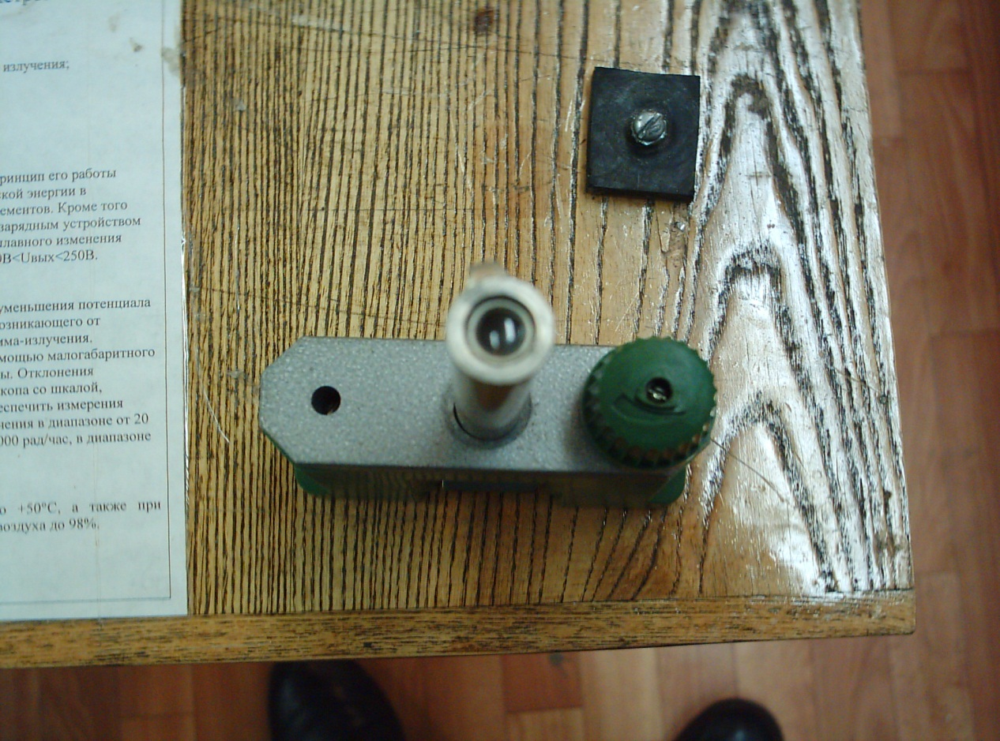 излучения;
ринцип его работы
ской энергии в
ементов. Кроме того
зарядным устройством
лавного изменения
0В<Uвых<250В.
уменьшения потенциала
озникающего от
ма-излучения.
мощью малогабаритного
ы. Отклонения
копа со шкалой,
еспечить измерения
чения в диапазоне от 20
000 рад/час, в диапазоне
о +50°С, а также при
воздуха до 98%.